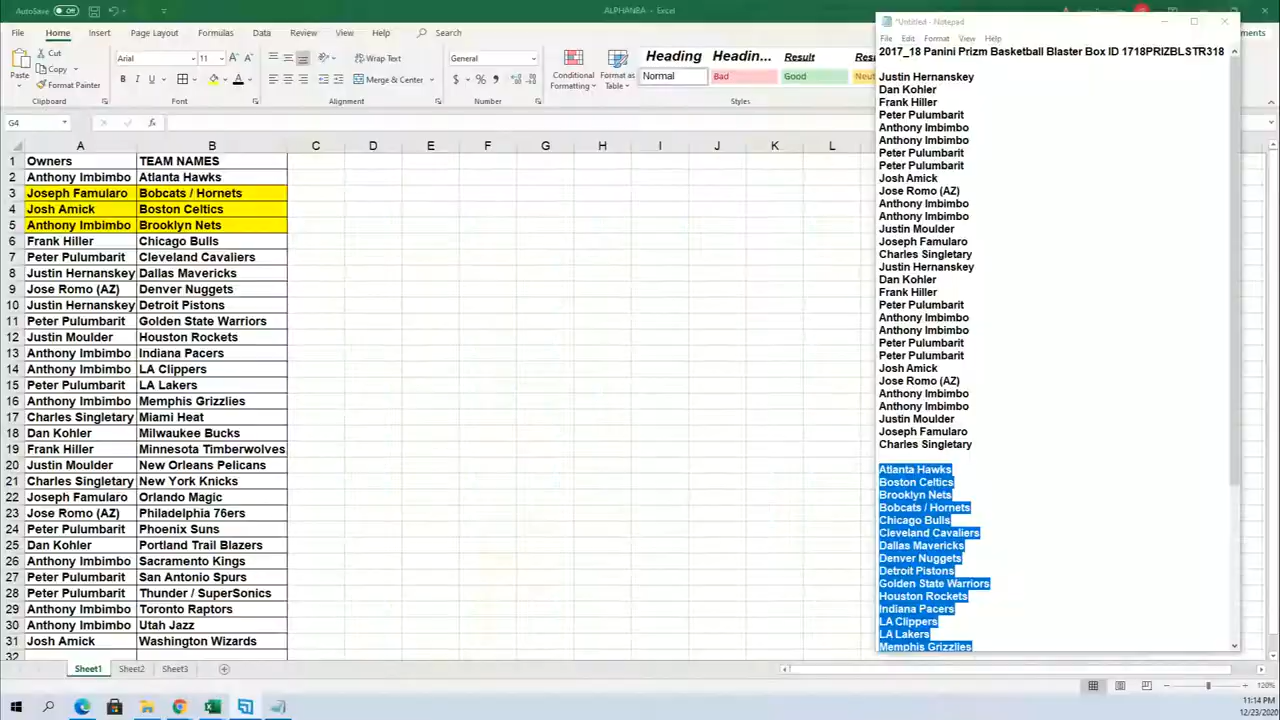 AutoSave Off
ALPHANBA - Excel
File Home Insert Page Layout Formulas Data Review View Help Search
Cut
Copy
Format Painter
Paste
Clipboard
Arial 11
B I U
Font
Wrap Text
Merge & Center
Alignment
General
$ % ,
Number
Conditional Formatting
Format as Table
Heading Headin... Result
Normal Bad Good Neut
Styles
G4
fx
A B C D E F G H I J K L
1 Owners TEAM NAMES
2 Anthony Imbimbo Atlanta Hawks
3 Joseph Famularo Bobcats / Hornets
4 Josh Amick Boston Celtics
5 Anthony Imbimbo Brooklyn Nets
6 Frank Hiller Chicago Bulls
7 Peter Pulumbarit Cleveland Cavaliers
8 Justin Hernanskey Dallas Mavericks
9 Jose Romo (AZ) Denver Nuggets
10 Justin Hernanskey Detroit Pistons
11 Peter Pulumbarit Golden State Warriors
12 Justin Moulder Houston Rockets
13 Anthony Imbimbo Indiana Pacers
14 Anthony Imbimbo LA Clippers
15 Peter Pulumbarit LA Lakers
16 Anthony Imbimbo Memphis Grizzlies
17 Charles Singletary Miami Heat
18 Dan Kohler Milwaukee Bucks
19 Frank Hiller Minnesota Timberwolves
20 Justin Moulder New Orleans Pelicans
21 Charles Singletary New York Knicks
22 Joseph Famularo Orlando Magic
23 Jose Romo (AZ) Philadelphia 76ers
24 Peter Pulumbarit Phoenix Suns
25 Dan Kohler Portland Trail Blazers
26 Anthony Imbimbo Sacramento Kings
27 Peter Pulumbarit San Antonio Spurs
28 Peter Pulumbarit Thunder / SuperSonics
29 Anthony Imbimbo Toronto Raptors
30 Anthony Imbimbo Utah Jazz
31 Josh Amick Washington Wizards
32
Sheet1 Sheet2 Sheet3
*Untitled - Notepad
File Edit Format View Help
2017_18 Panini Prizm Basketball Blaster Box ID 1718PRIZBLSTR318
Justin Hernanskey
Dan Kohler
Frank Hiller
Peter Pulumbarit
Anthony Imbimbo
Anthony Imbimbo
Peter Pulumbarit
Peter Pulumbarit
Josh Amick
Jose Romo (AZ)
Anthony Imbimbo
Anthony Imbimbo
Justin Moulder
Joseph Famularo
Charles Singletary
Justin Hernanskey
Dan Kohler
Frank Hiller
Peter Pulumbarit
Anthony Imbimbo
Anthony Imbimbo
Peter Pulumbarit
Peter Pulumbarit
Josh Amick
Jose Romo (AZ)
Anthony Imbimbo
Anthony Imbimbo
Justin Moulder
Joseph Famularo
Charles Singletary
Atlanta Hawks
Boston Celtics
Brooklyn Nets
Bobcats / Hornets
Chicago Bulls
Cleveland Cavaliers
Dallas Mavericks
Denver Nuggets
Detroit Pistons
Golden State Warriors
Houston Rockets
Indiana Pacers
LA Clippers
LA Lakers
Memphis Grizzlies
120%
11:14 PM
12/23/2020